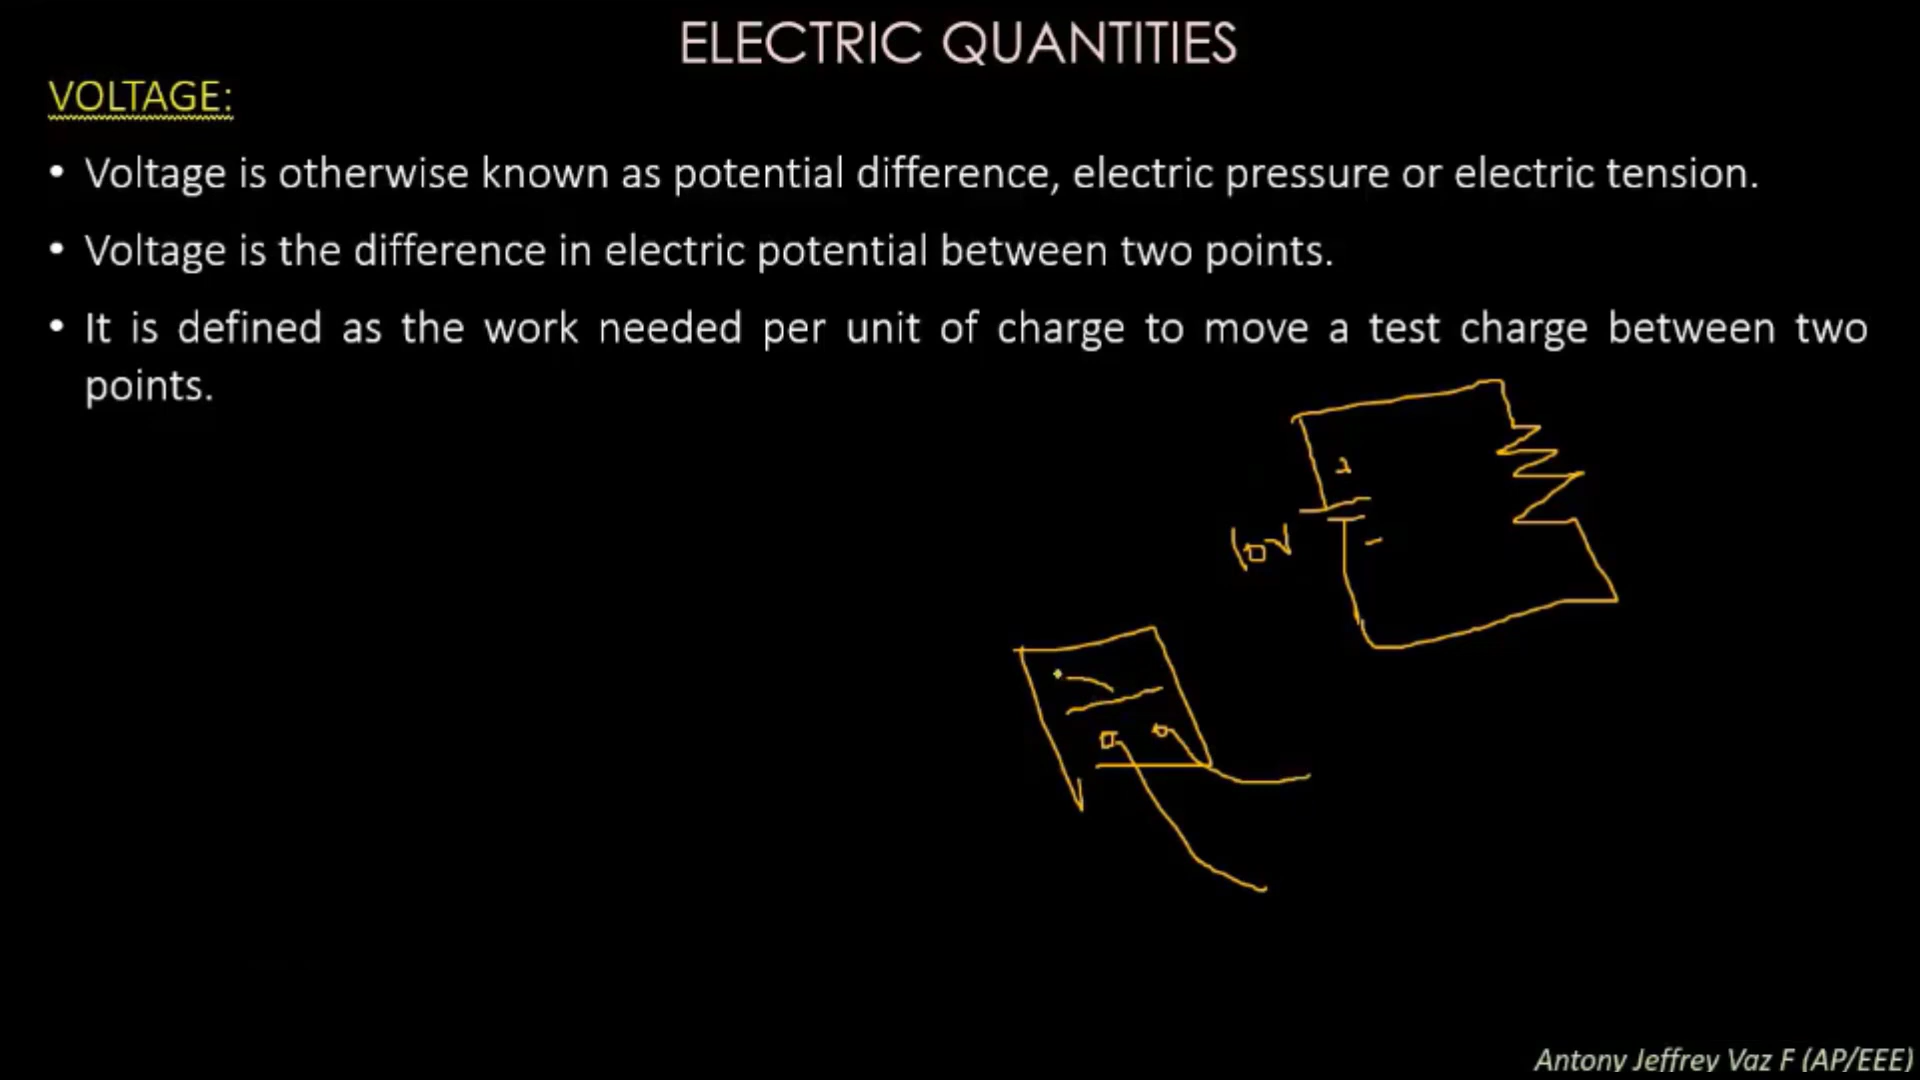 ELECTRIC QUANTITIES
VOLTAGE:
• Voltage is otherwise known as potential difference, electric pressure or electric tension.
• Voltage is the difference in electric potential between two points.
• It is defined as the work needed per unit of charge to move a test charge between two
points.
10V
-
Antony Jeffrey Vaz F (AP/EEE)